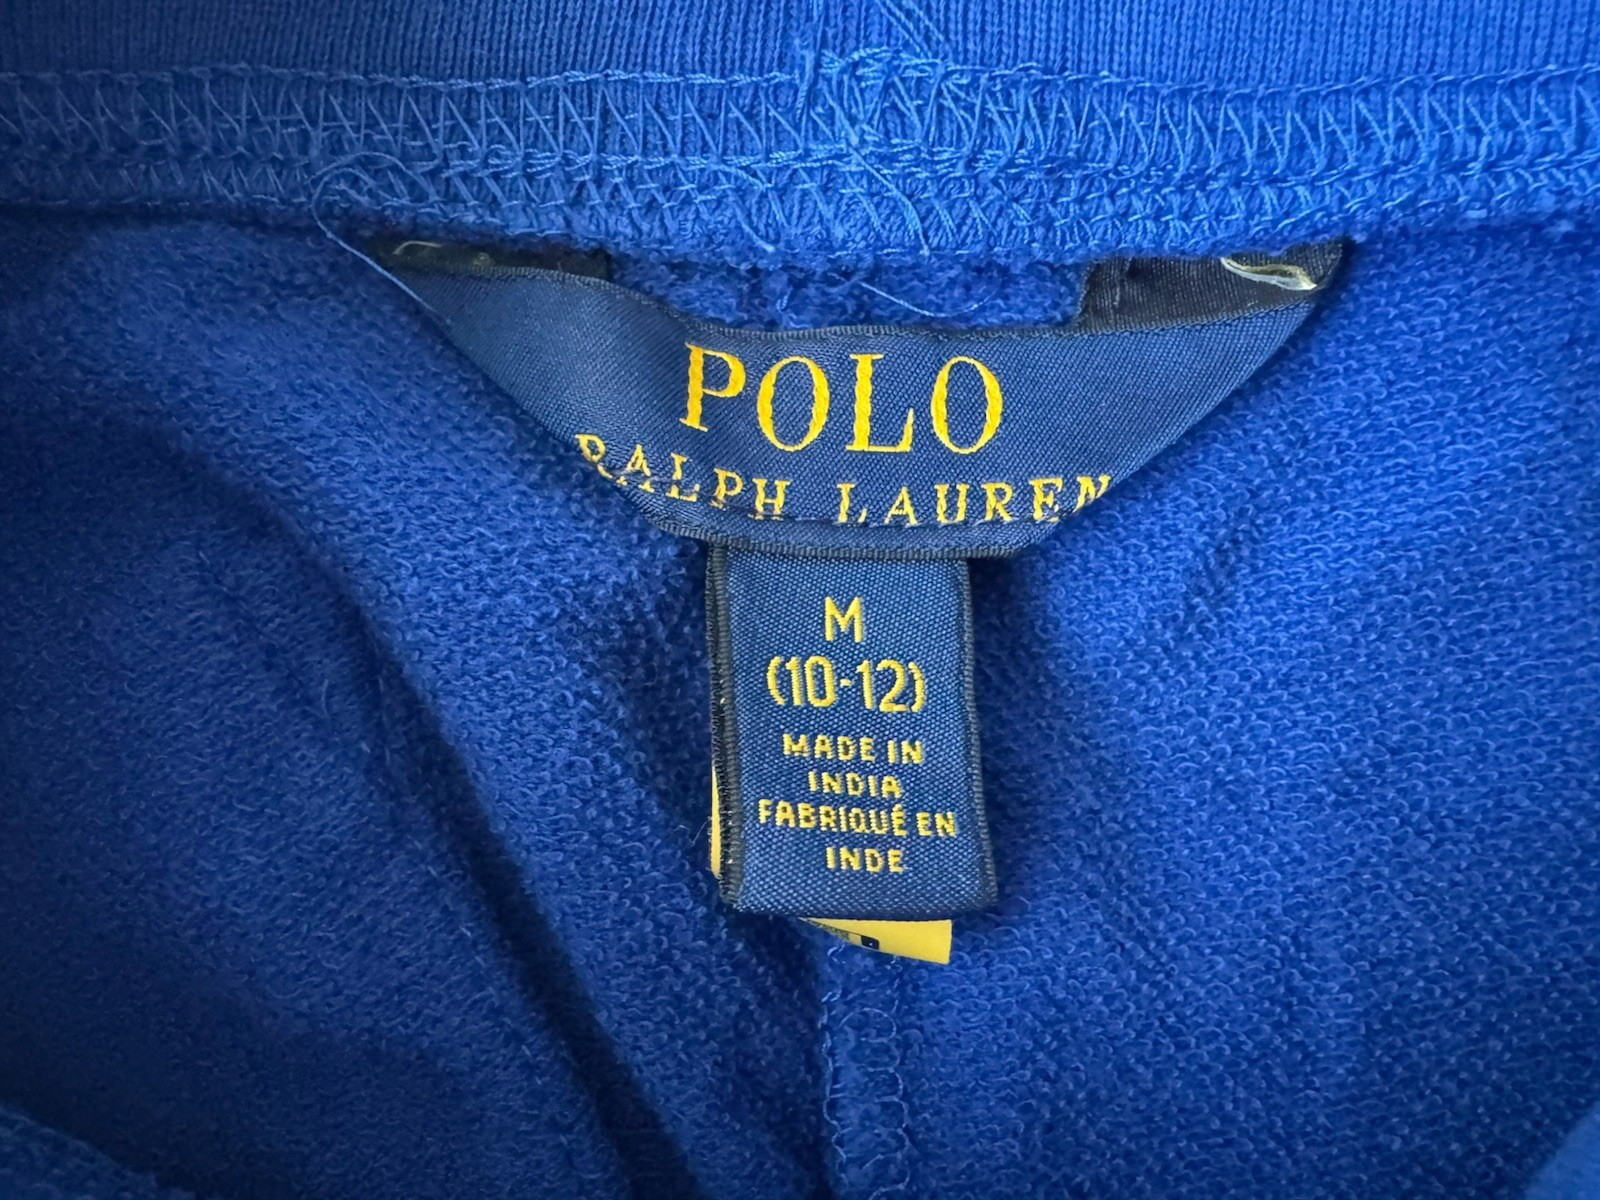 POLO
RALPH LAUREN
M
(10-12)
MADE IN
INDIA
FABRIQUÉ EN
INDE